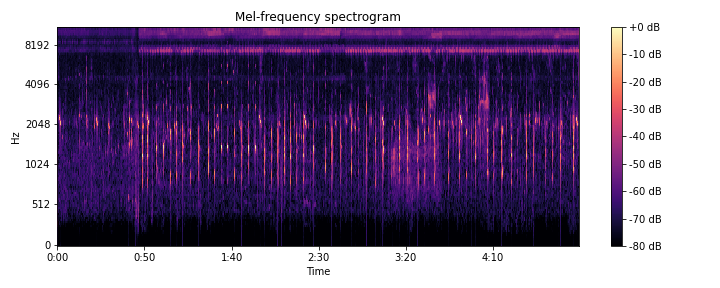 Mel-frequency spectrogram
+0 dB
8192
-10 dB
4096
-20 dB
-30 dB
2048
Hz
-40 dB
1024
-50 dB
512
-60 dB
-70 dB
0
-80 dB
0:00
0:50
1:40
2:30
3:20
4:10
Time